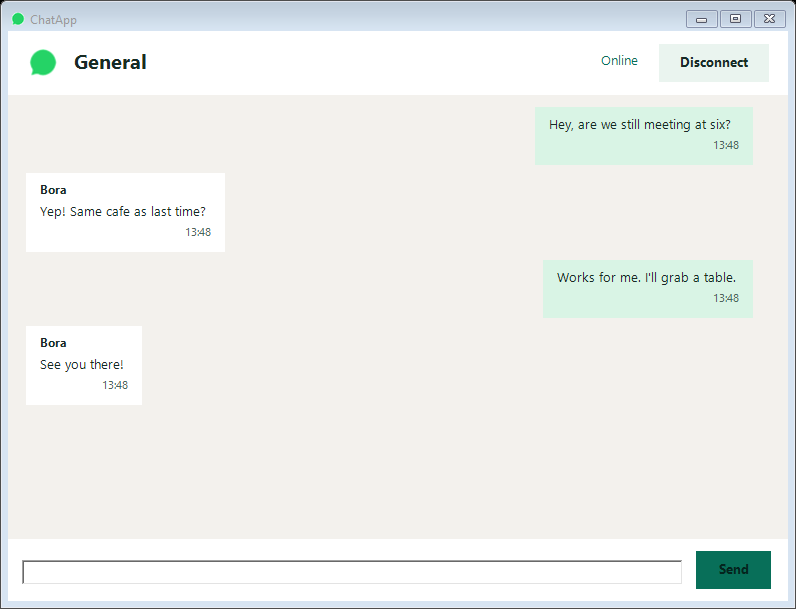 ChatApp
General
Online
Disconnect
Hey, are we still meeting at six?
13:48
Bora
Yep! Same cafe as last time?
13:48
Works for me. I'll grab a table.
13:48
Bora
See you there!
13:48
Send